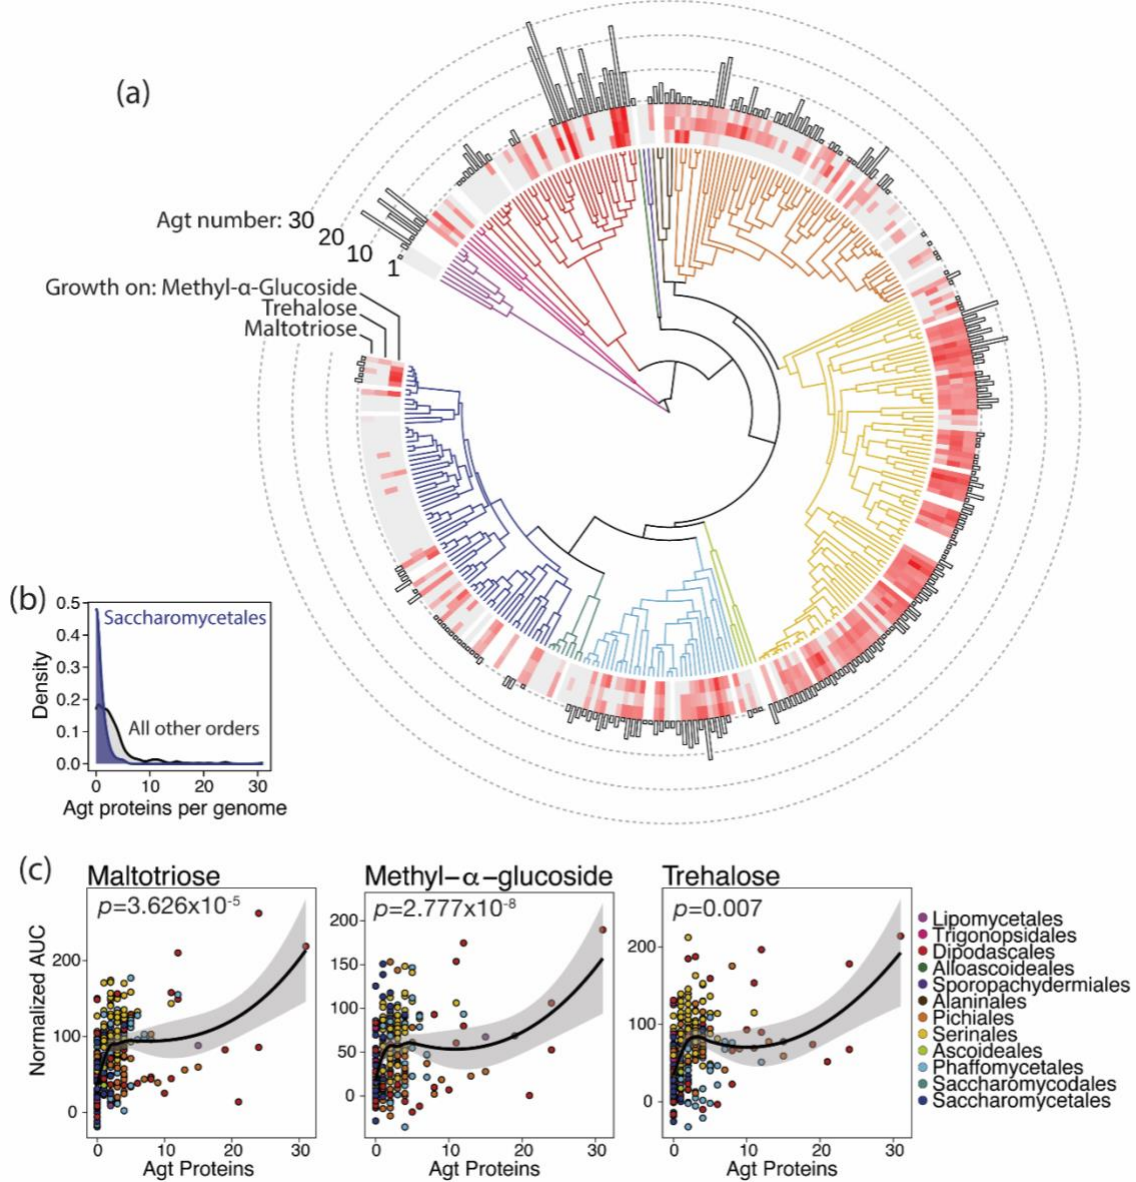 (a)
Agt number: 30
20
10
1
Growth on: Methyl-α-Glucoside
Trehalose
Maltotriose
(b)
0.5
0.4
0.3
0.2
0.1
0.0
Density
Saccharomycetales
All other orders
0 10 20 30
Agt proteins per genome
(c)
Maltotriose
p=3.626x10-5
Normalized AUC
200
100
0
0 10 20 30
Agt Proteins
Methyl−α−glucoside
p=2.777x10-8
200
150
100
50
0
0 10 20 30
Agt Proteins
Trehalose
p=0.007
200
100
0
0 10 20 30
Agt Proteins
Lipomycetales
Trigonopsidales
Dipodascales
Alloascoideales
Sporopachydermiales
Alaninales
Pichiales
Serinales
Ascoideales
Phaffomycetales
Saccharomycodales
Saccharomycetales